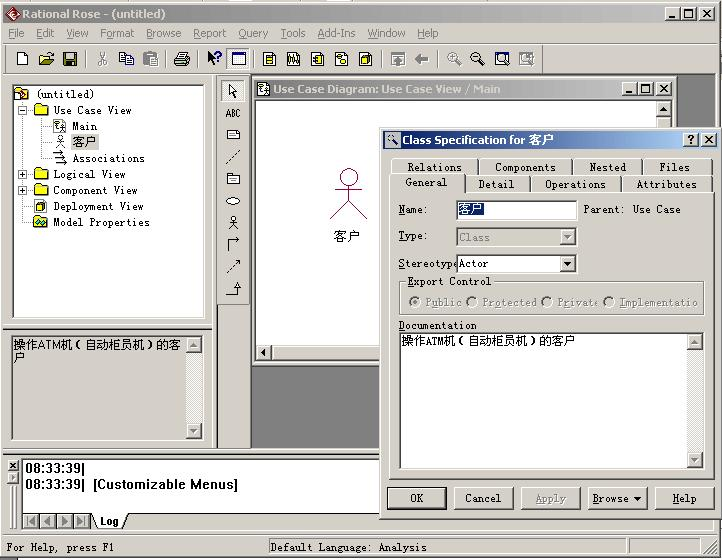 Rational Rose - (untitled)
File Edit View Format Browse Report Query Tools Add-Ins Window Help
(untitled)
Use Case View
Main
客户
Associations
Logical View
Component View
Deployment View
Model Properties
操作ATM机(自动柜员机)的客
户
ABC
Use Case Diagram: Use Case View / Main
客户
Class Specification for 客户
Relations Components Nested Files
General Detail Operations Attributes
Name: 客户 Parent: Use Case
Type: Class
Stereotype Actor
Export Control
Public Protected Private Implementatio
Documentation
操作ATM机(自动柜员机)的客户
OK Cancel Apply Browse Help
08:33:39|
08:33:39| [Customizable Menus]
Log
For Help, press F1 Default Language: Analysis